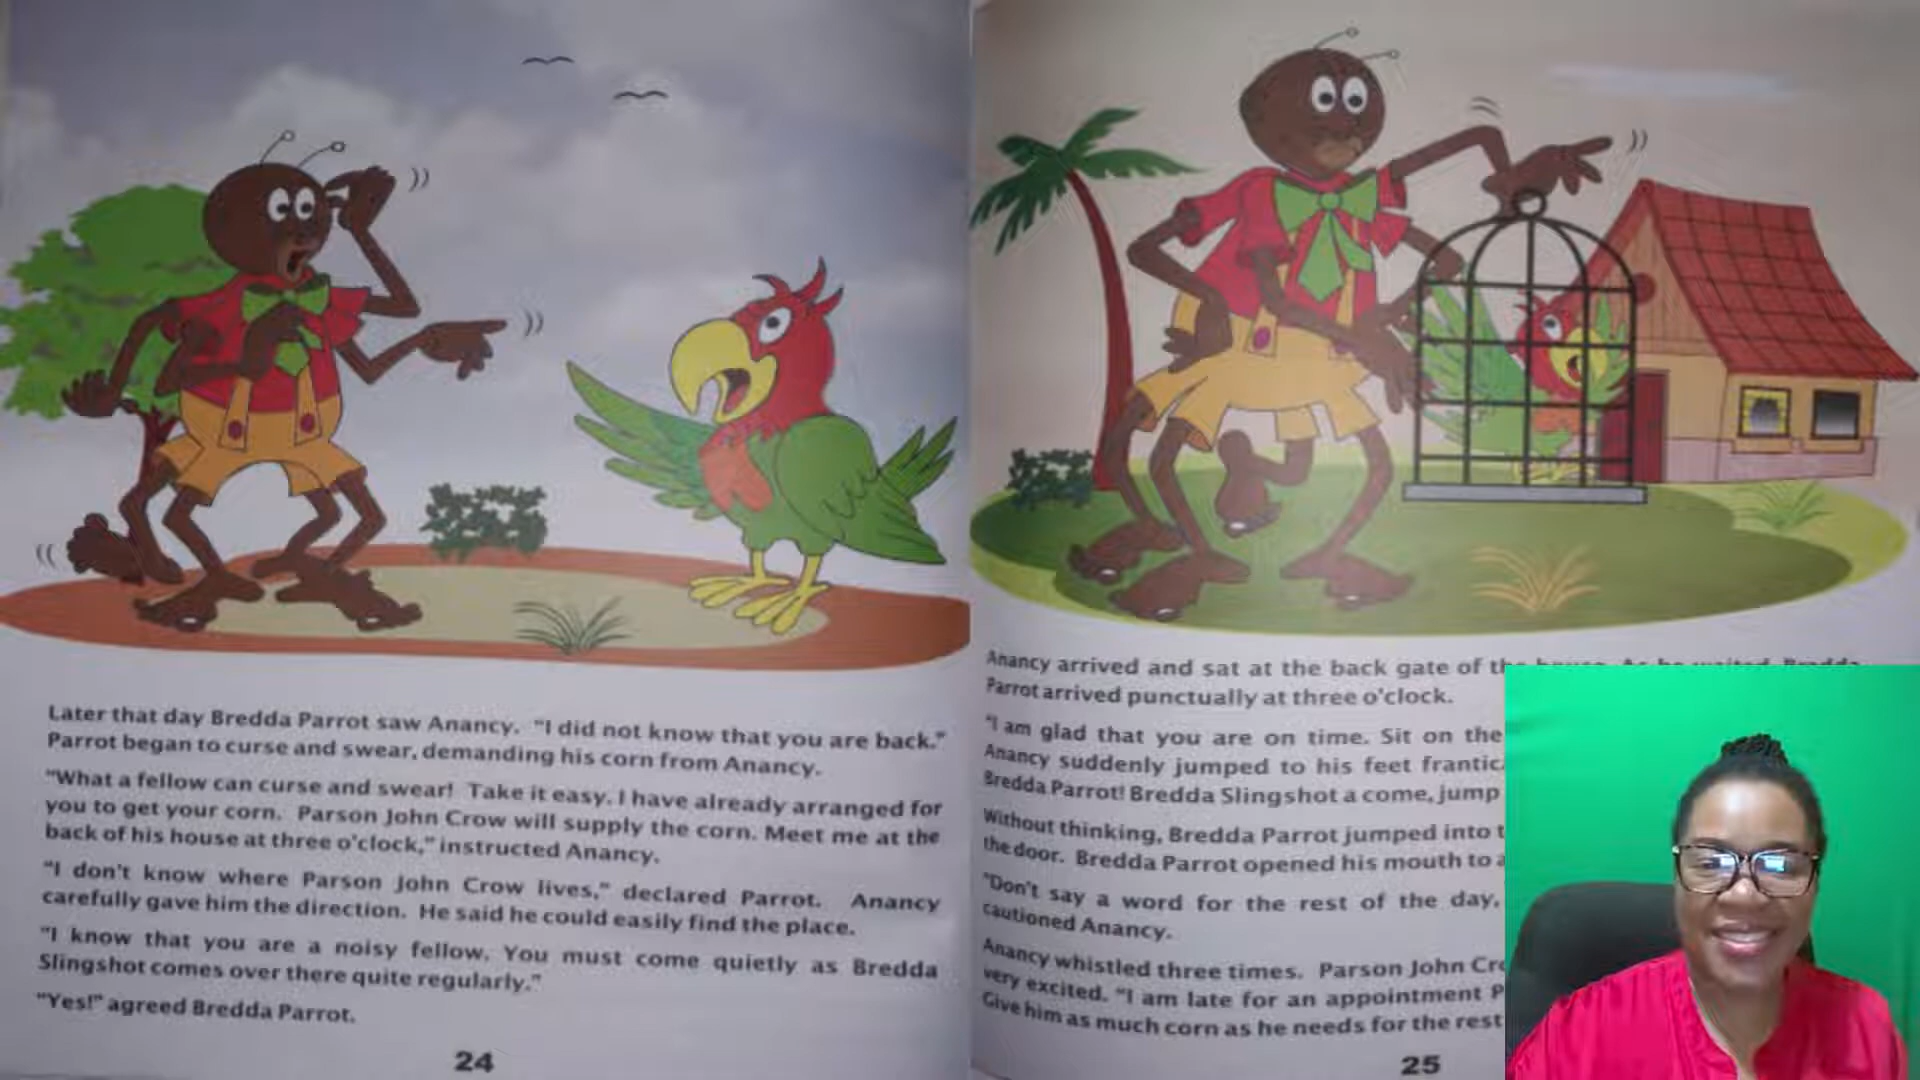 Later that day Bredda Parrot saw Anancy. "I did not know that you are back."
Parrot began to curse and swear, demanding his corn from Anancy.
"What a fellow can curse and swear! Take it easy. I have already arranged for
you to get your corn. Parson John Crow will supply the corn. Meet me at the
back of his house at three o'clock," instructed Anancy.
"I don't know where Parson John Crow lives," declared Parrot. Anancy
carefully gave him the direction. He said he could easily find the place.
"I know that you are a noisy fellow. You must come quietly as Bredda
Slingshot comes over there quite regularly."
"Yes!" agreed Bredda Parrot.
24
Anancy arrived and sat at the back gate of
Parrot arrived punctually at three o'clock.
"I am glad that you are on time. Sit on the
Anancy suddenly jumped to his feet
Bredda Parrot! Bredda Slingshot a come, jump
Without thinking, Bredda Parrot jumped into
the door. Bredda Parrot opened his mouth to
"Don't say a word for the rest of the day,
cautioned Anancy.
Anancy whistled three times. Parson John
very excited. "I am late for an appointment
Give him as much corn as he needs for the rest
25